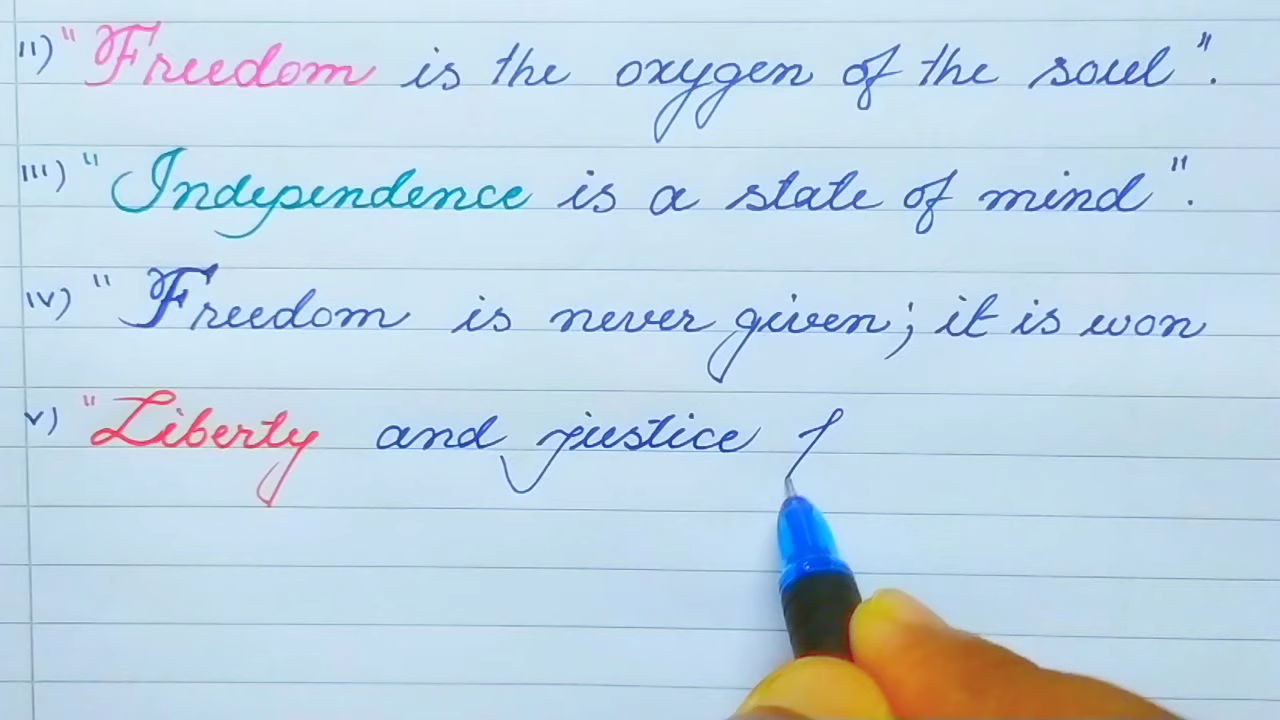 ii) "Freedom is the oxygen of the soul".
iii) "Independence is a state of mind".
iv) "Freedom is never given; it is won
v) "Liberty and justice f